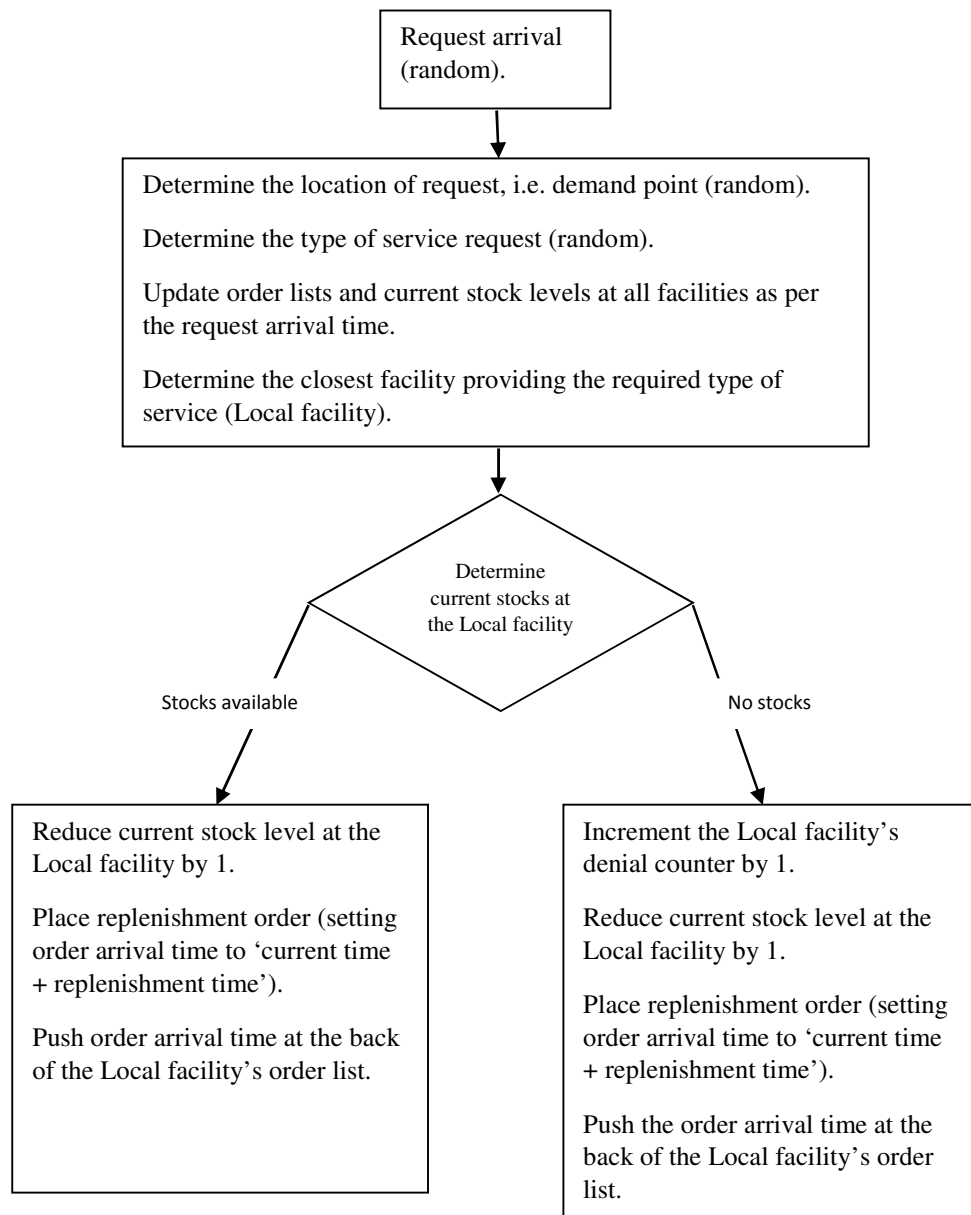 Request arrival
(random).
Determine the location of request, i.e. demand point (random).
Determine the type of service request (random).
Update order lists and current stock levels at all facilities as per
the request arrival time.
Determine the closest facility providing the required type of
service (Local facility).
Determine
current stocks at
the Local facility
Stocks available
No stocks
Reduce current stock level at the
Local facility by 1.
Place replenishment order (setting
order arrival time to ‘current time
+ replenishment time’).
Push order arrival time at the back
of the Local facility’s order list.
Increment the Local facility’s
denial counter by 1.
Reduce current stock level at the
Local facility by 1.
Place replenishment order (setting
order arrival time to ‘current time
+ replenishment time’).
Push the order arrival time at the
back of the Local facility’s order
list.